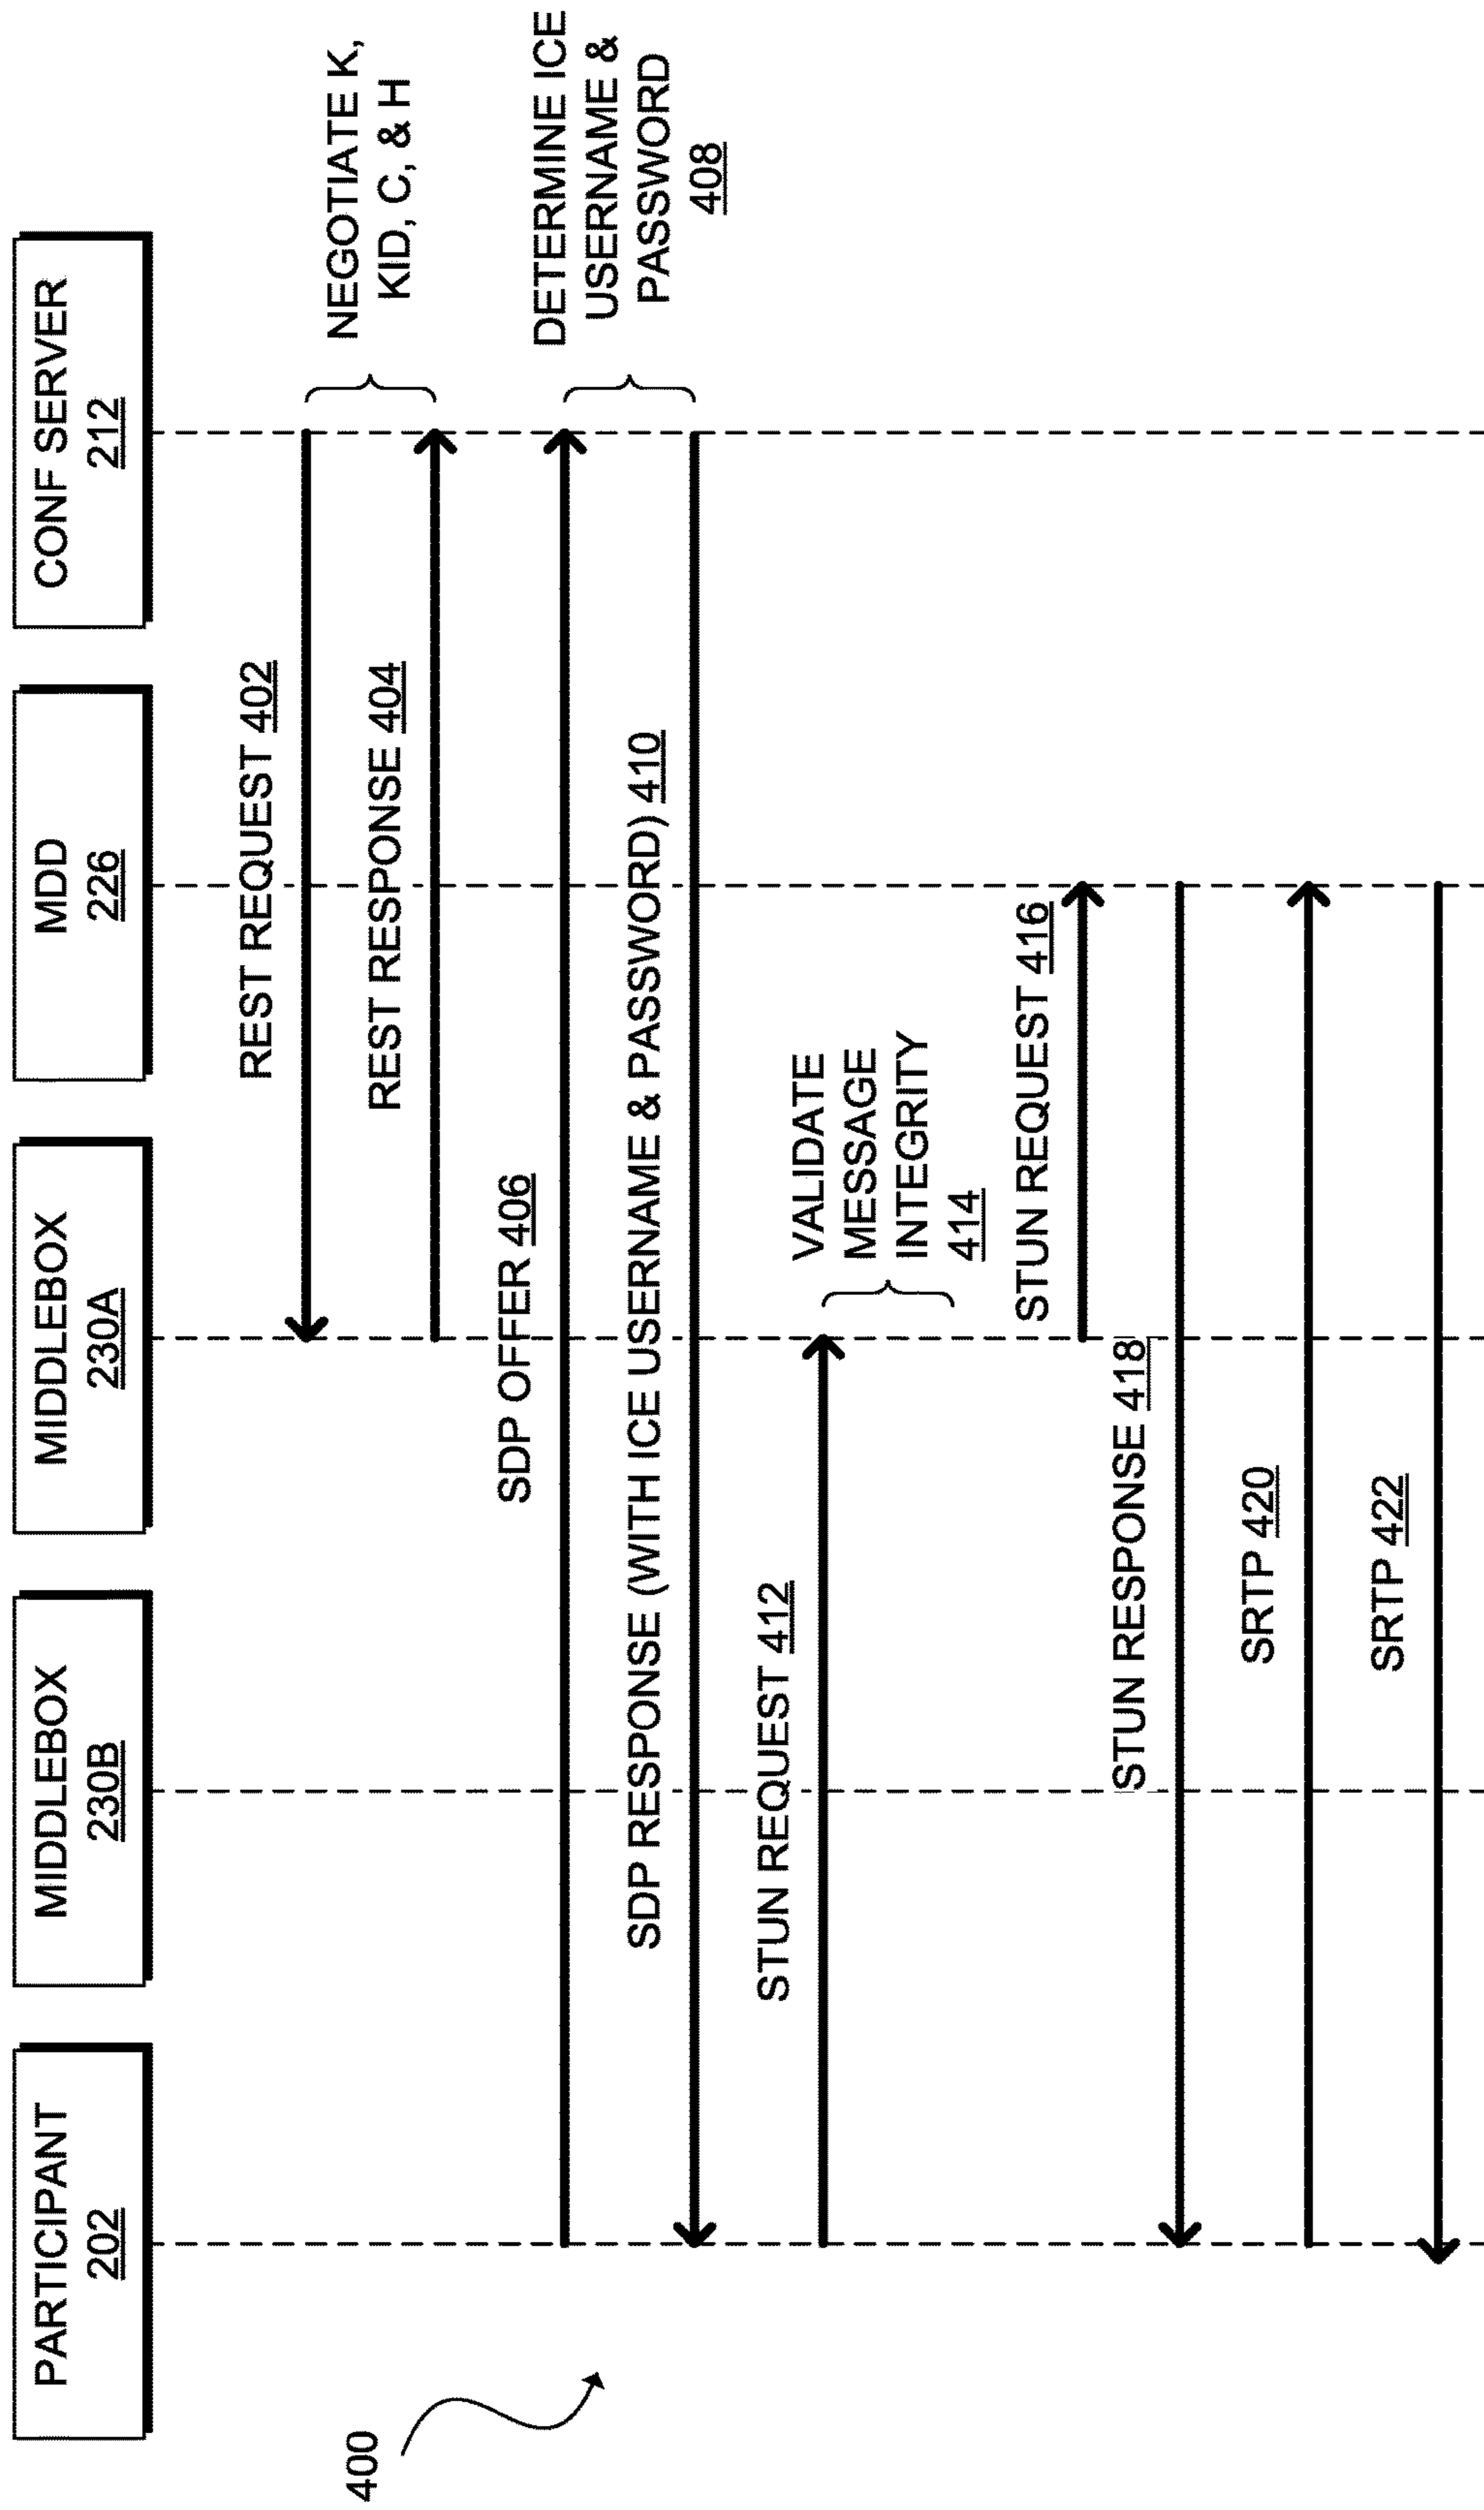 PARTICIPANT
202
MIDDLEBOX
230B
MIDDLEBOX
230A
MDD
226
CONF SERVER
212
REST REQUEST 402
NEGOTIATE K,
KID, C, & H
REST RESPONSE 404
SDP OFFER 406
DETERMINE ICE
USERNAME &
PASSWORD
408
SDP RESPONSE (WITH ICE USERNAME & PASSWORD) 410
STUN REQUEST 412
VALIDATE
MESSAGE
INTEGRITY
414
STUN REQUEST 416
STUN RESPONSE 418
SRTP 420
SRTP 422
400